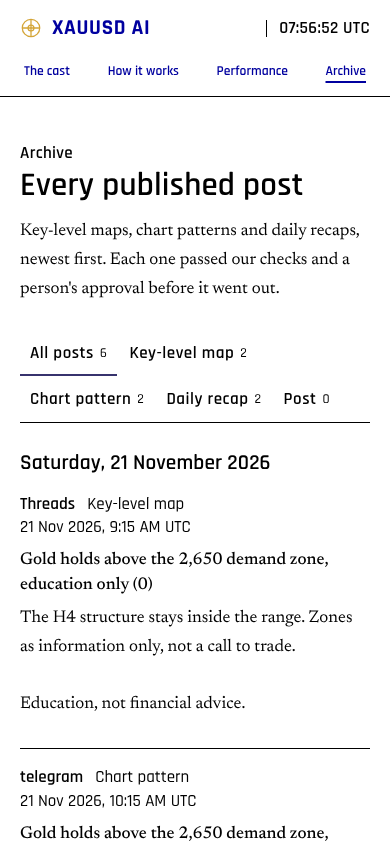 XAUUSD AI
07:56:52 UTC
The cast How it works Performance Archive
Archive
Every published post
Key-level maps, chart patterns and daily recaps,
newest first. Each one passed our checks and a
person's approval before it went out.
All posts 6 Key-level map 2
Chart pattern 2 Daily recap 2 Post 0
Saturday, 21 November 2026
Threads Key-level map
21 Nov 2026, 9:15 AM UTC
Gold holds above the 2,650 demand zone,
education only (0)
The H4 structure stays inside the range. Zones
as information only, not a call to trade.
Education, not financial advice.
telegram Chart pattern
21 Nov 2026, 10:15 AM UTC
Gold holds above the 2,650 demand zone,